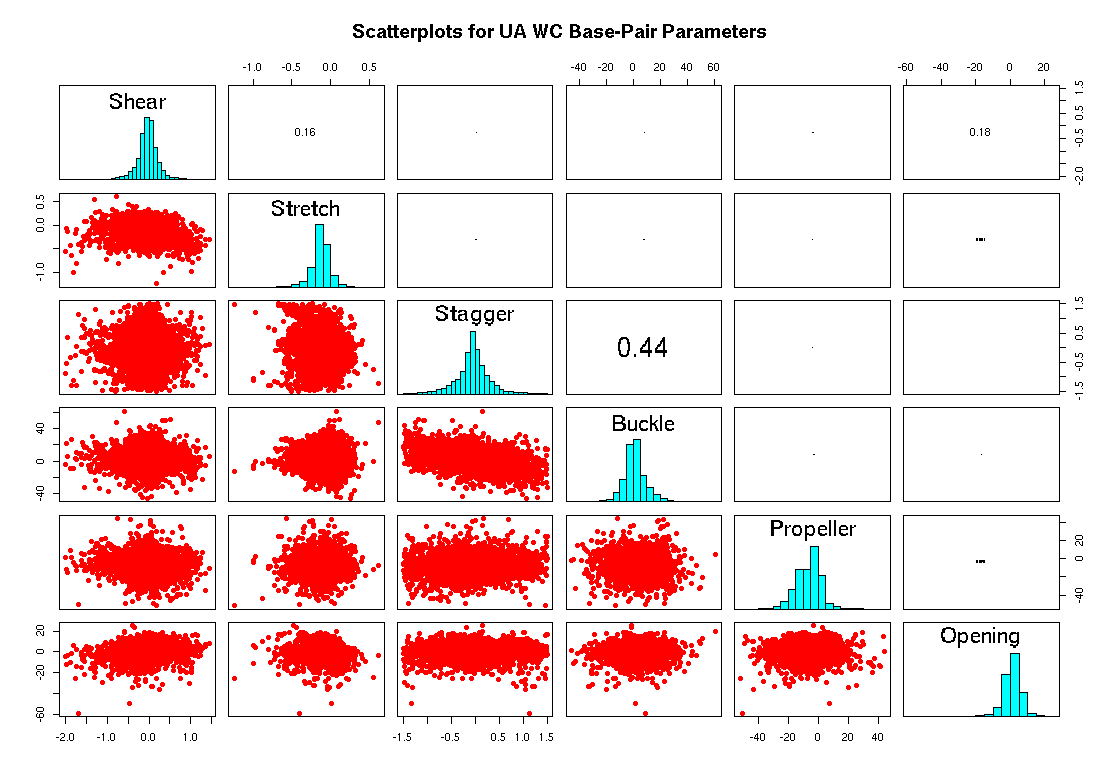 Scatterplots for UA WC Base-Pair Parameters
-1.0 -0.5 0.0 0.5 -40 -20 0 20 40 60 -60 -40 -20 0 20
Shear 0.16 0.18 1.5 0.5 -0.5 -2.0
0.5 0.0 -1.0 Stretch
Stagger 0.44 1.5 0.5 -0.5 -1.5
40 0 -40 Buckle
Propeller 20 0 -40
20 0 -20 -60 Opening
-2.0 -1.0 0.0 1.0 -1.5 -0.5 0.5 1.0 1.5 -40 -20 0 20 40